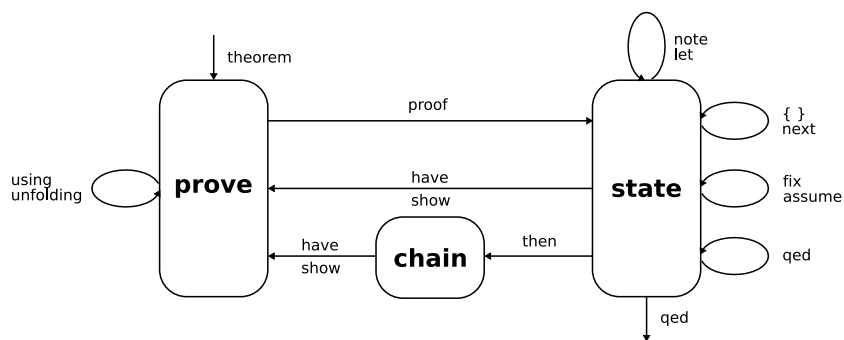 note
let
theorem
proof
{ }
next
using
unfolding
prove
have
show
state
fix
assume
have
show
chain
then
qed
qed